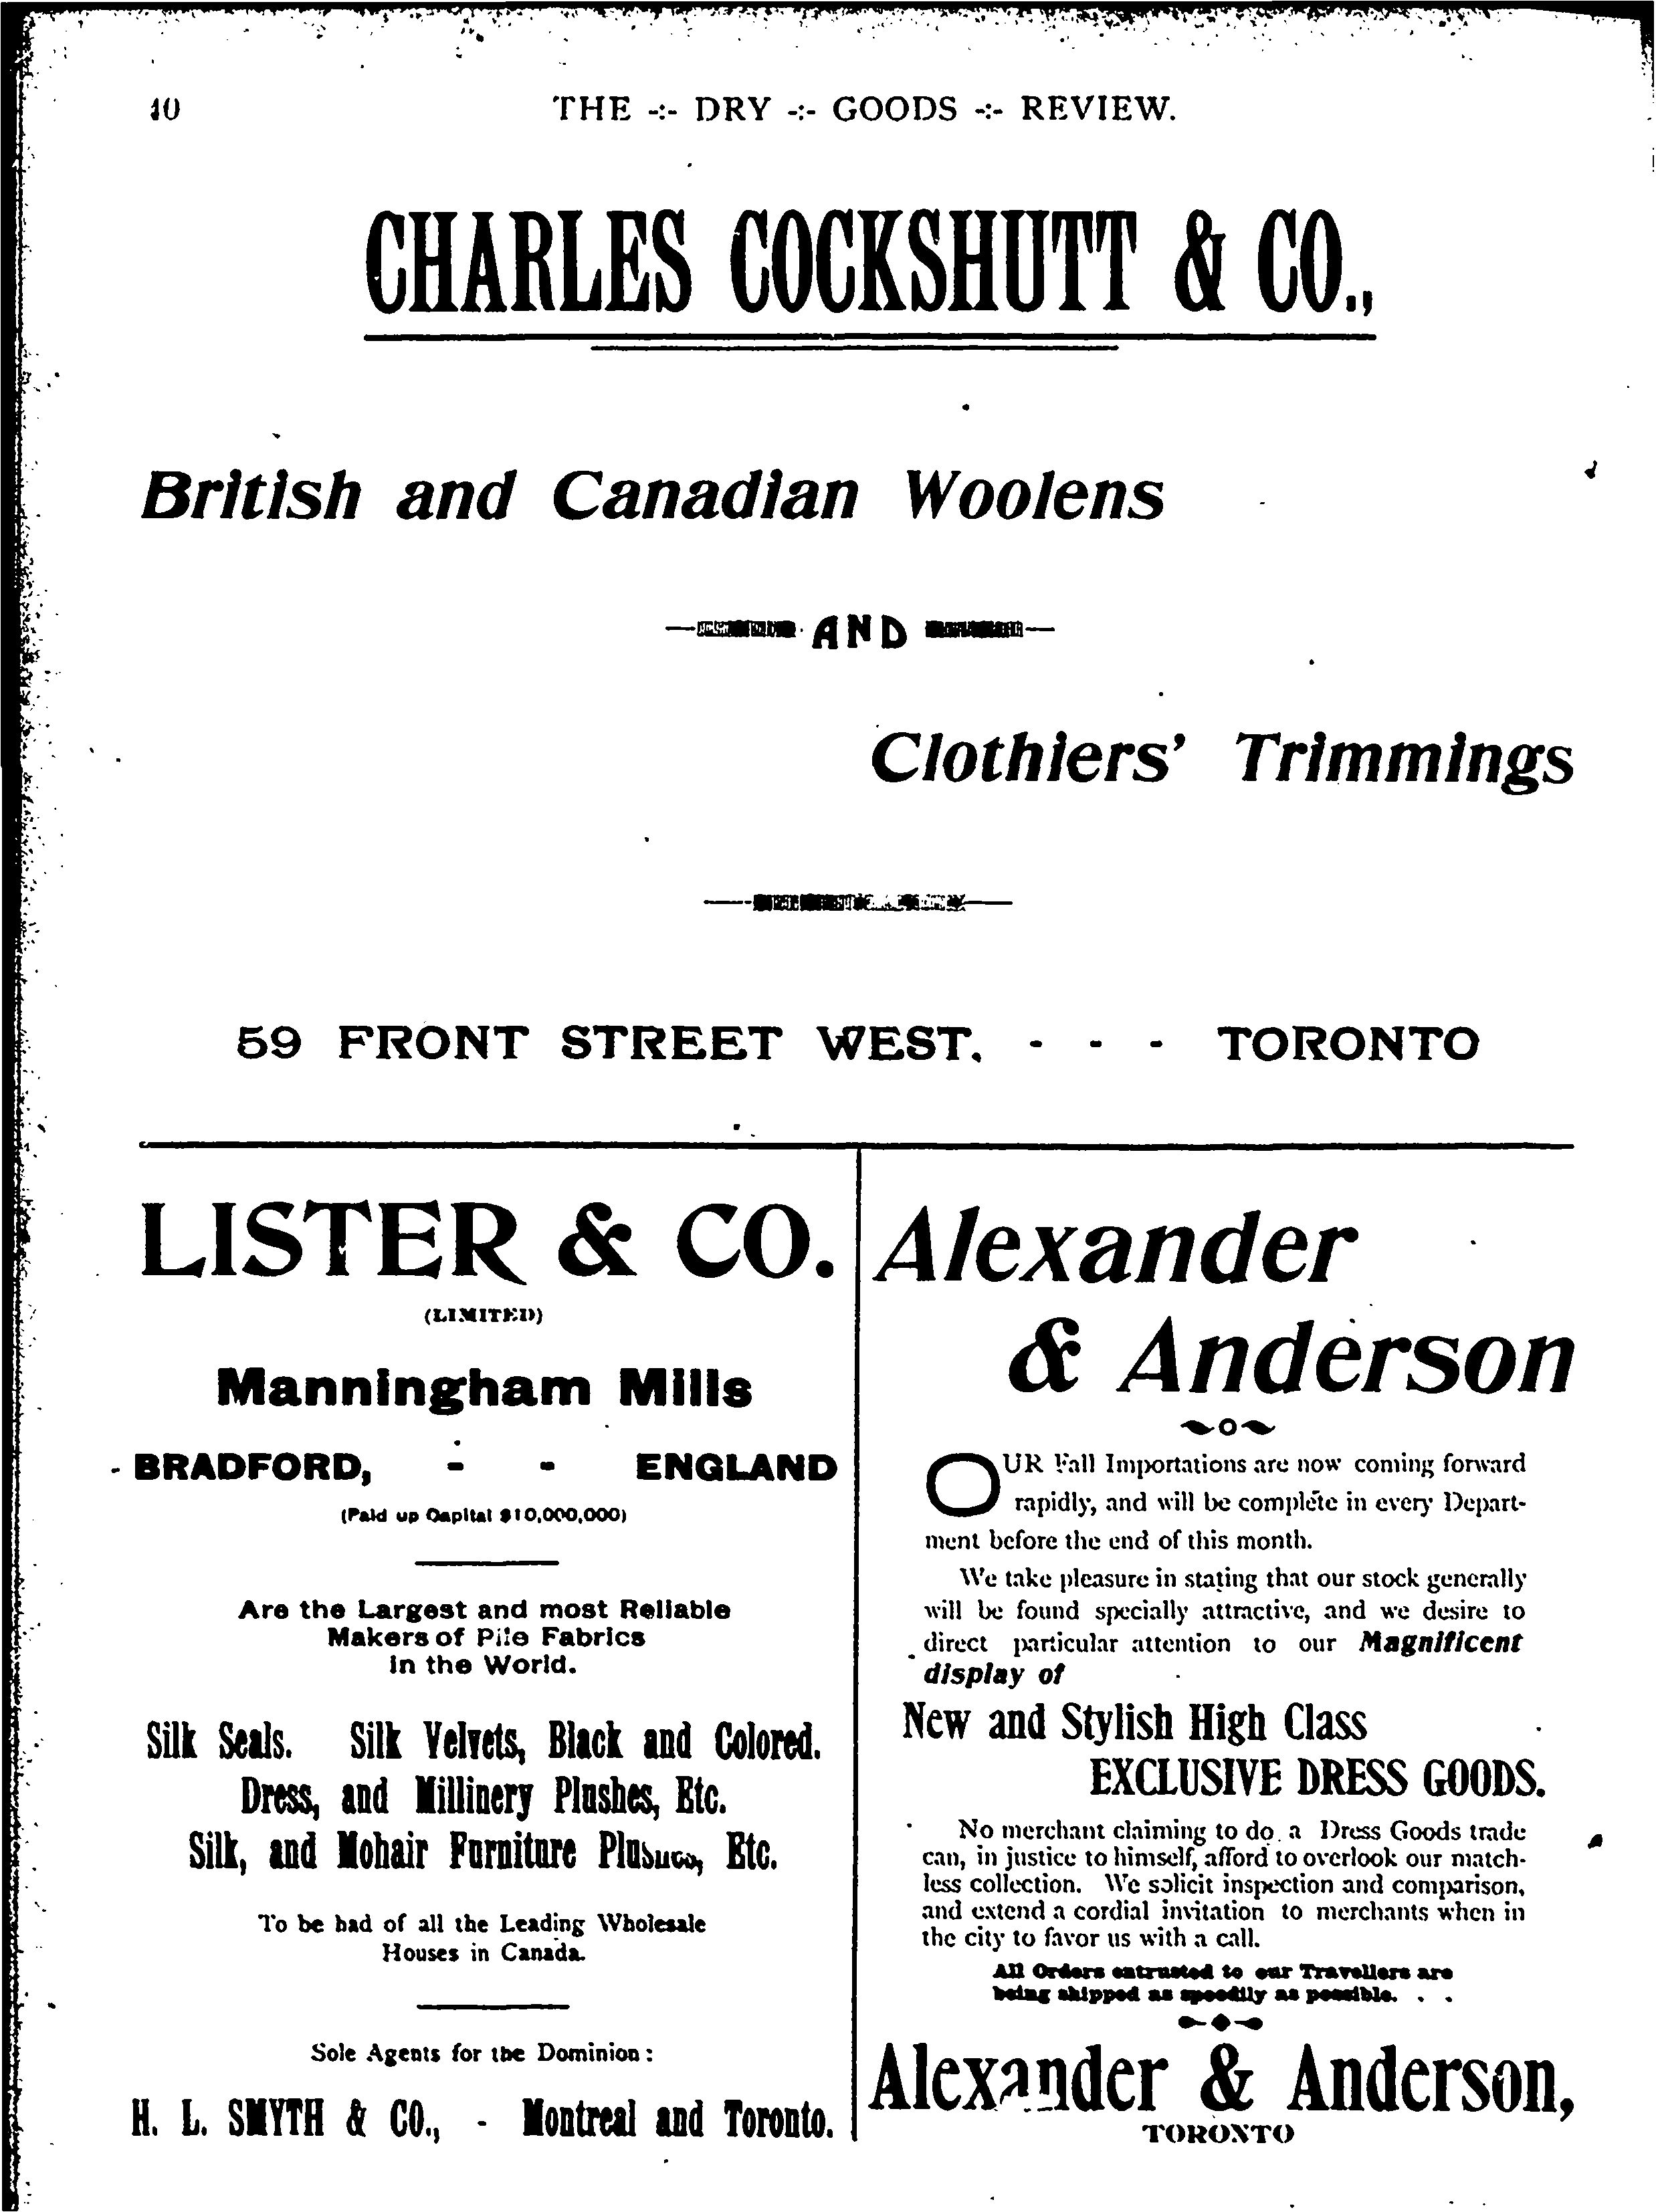 10
THE -:- DRY -:- GOODS -:- REVIEW.
CHARLES COCKSHUTT & CO.,
British and Canadian Woolens
AND
Clothiers' Trimmings
59 FRONT STREET WEST, - - - TORONTO
LISTER & CO.
(LIMITED)
Manningham Mills
BRADFORD, - - ENGLAND
(Paid up Capital $10,000,000)
Are the Largest and most Reliable
Makers of Pile Fabrics
in the World.
Silk Seals. Silk Velvets, Black and Colored.
Dress, and Millinery Plushes, Etc.
Silk, and Mohair Furniture Plushes, Etc.
To be had of all the Leading Wholesale
Houses in Canada.
Sole Agents for the Dominion:
H. L. SMYTH & CO., - Montreal and Toronto.
Alexander
& Anderson
OUR Fall Importations are now coming forward
rapidly, and will be complete in every Depart-
ment before the end of this month.
We take pleasure in stating that our stock generally
will be found specially attractive, and we desire to
direct particular attention to our Magnificent
display of
New and Stylish High Class
EXCLUSIVE DRESS GOODS.
No merchant claiming to do a Dress Goods trade
can, in justice to himself, afford to overlook our match-
less collection. We solicit inspection and comparison,
and extend a cordial invitation to merchants when in
the city to favor us with a call.
All Orders entrusted to our Travellers are
being shipped as speedily as possible. . .
Alexander & Anderson,
TORONTO